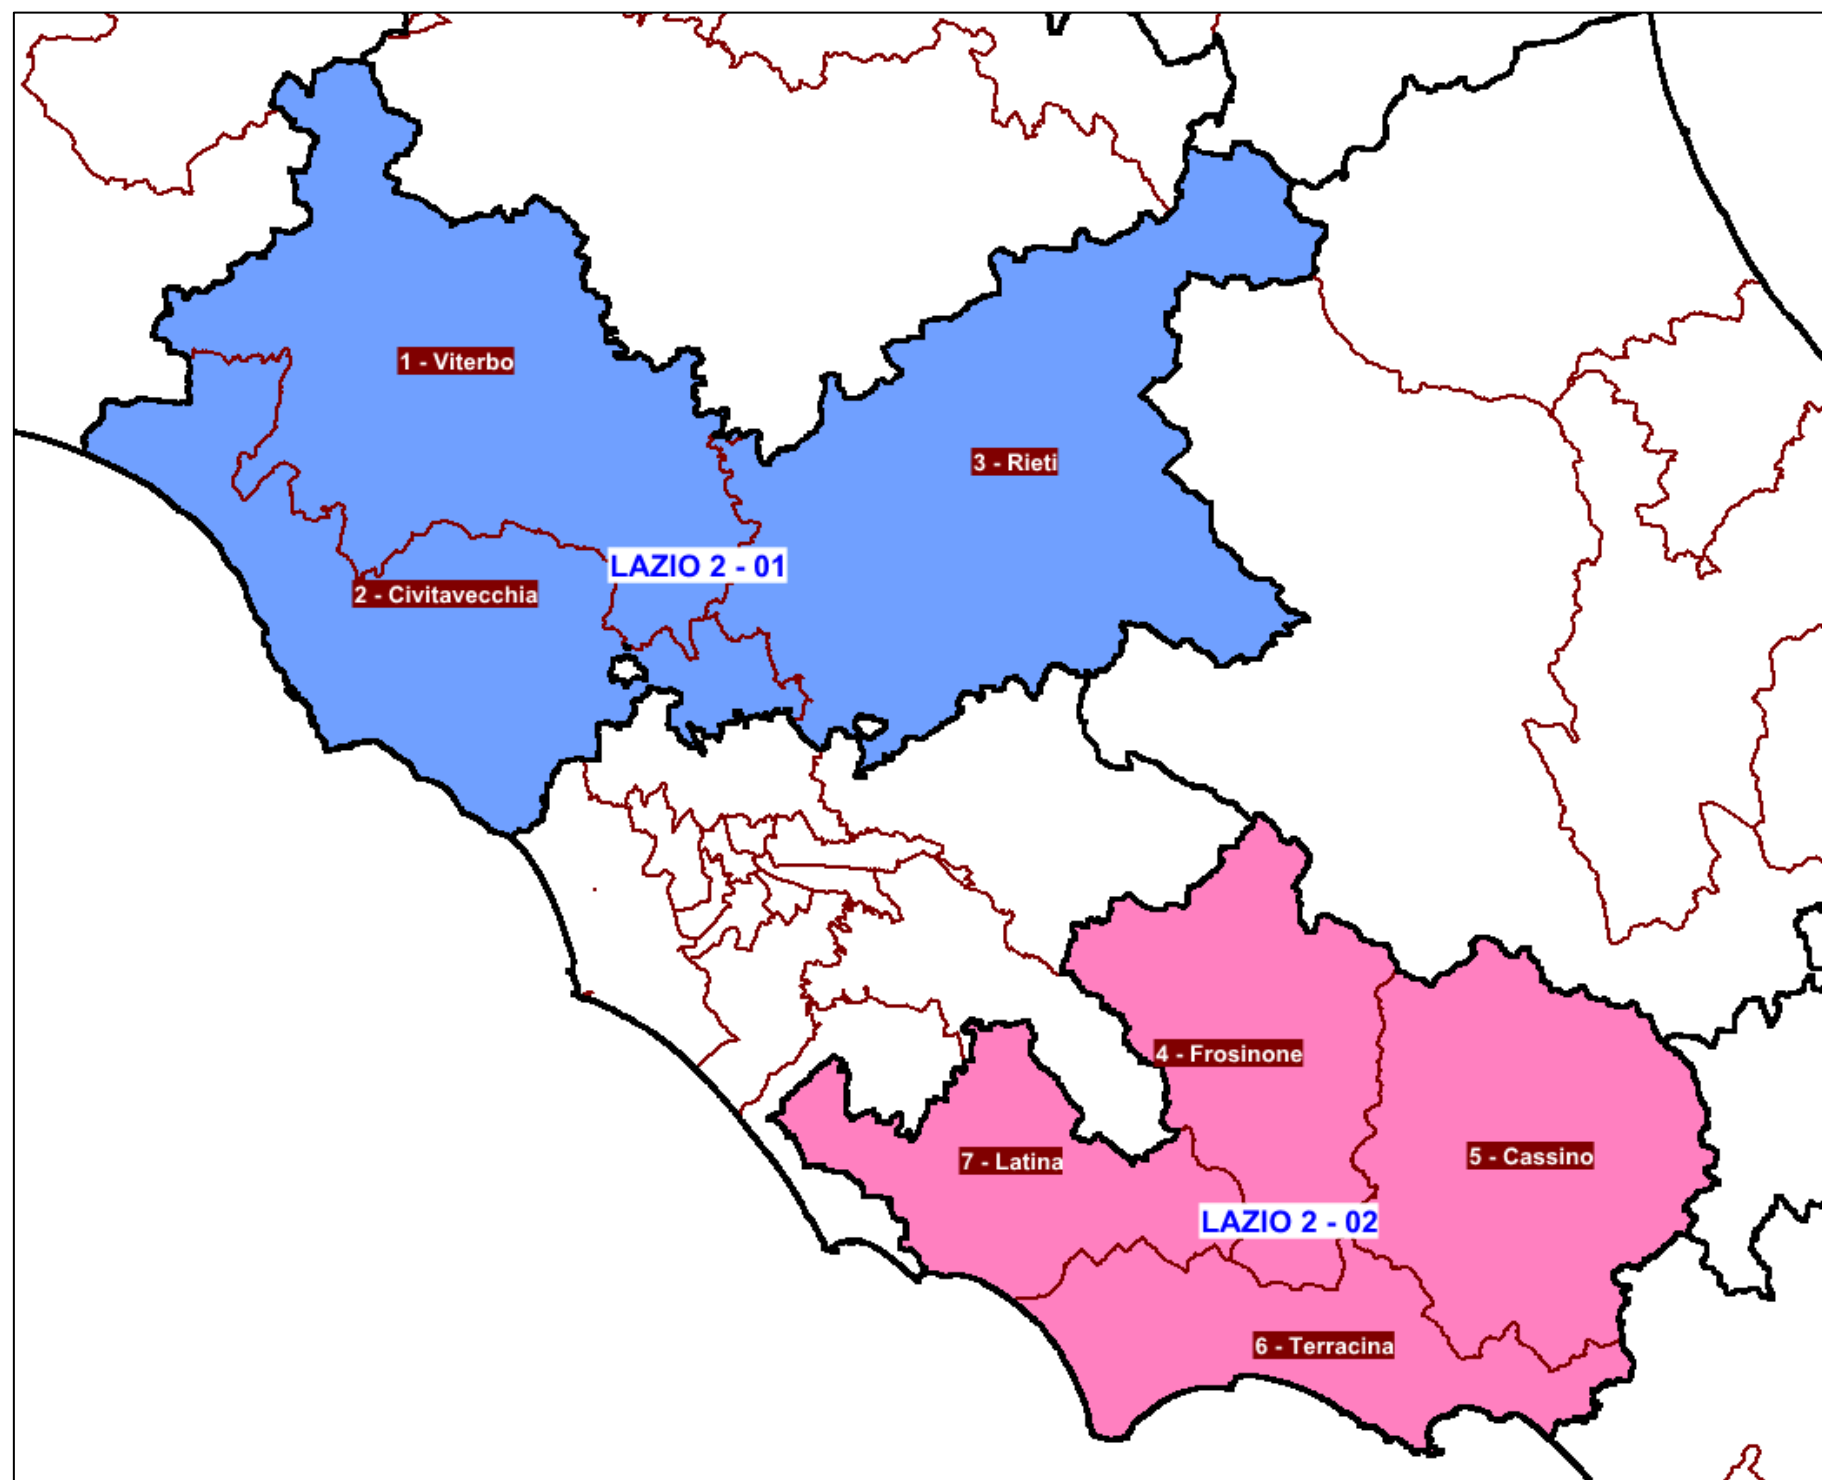 1 - Viterbo
3 - Rieti
LAZIO 2 - 01
2 - Civitavecchia
4 - Frosinone
5 - Cassino
7 - Latina
LAZIO 2 - 02
6 - Terracina